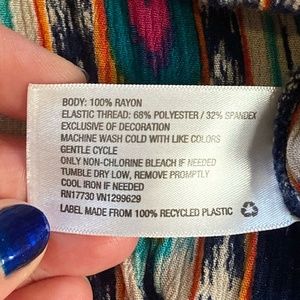 BODY: 100% RAYON
ELASTIC THREAD: 68% POLYESTER / 32% SPANDEX
EXCLUSIVE OF DECORATION
MACHINE WASH COLD WITH LIKE COLORS
GENTLE CYCLE
ONLY NON-CHLORINE BLEACH IF NEEDED
TUMBLE DRY LOW, REMOVE PROMPTLY
COOL IRON IF NEEDED
RN17730 VN1299629
LABEL MADE FROM 100% RECYCLED PLASTIC